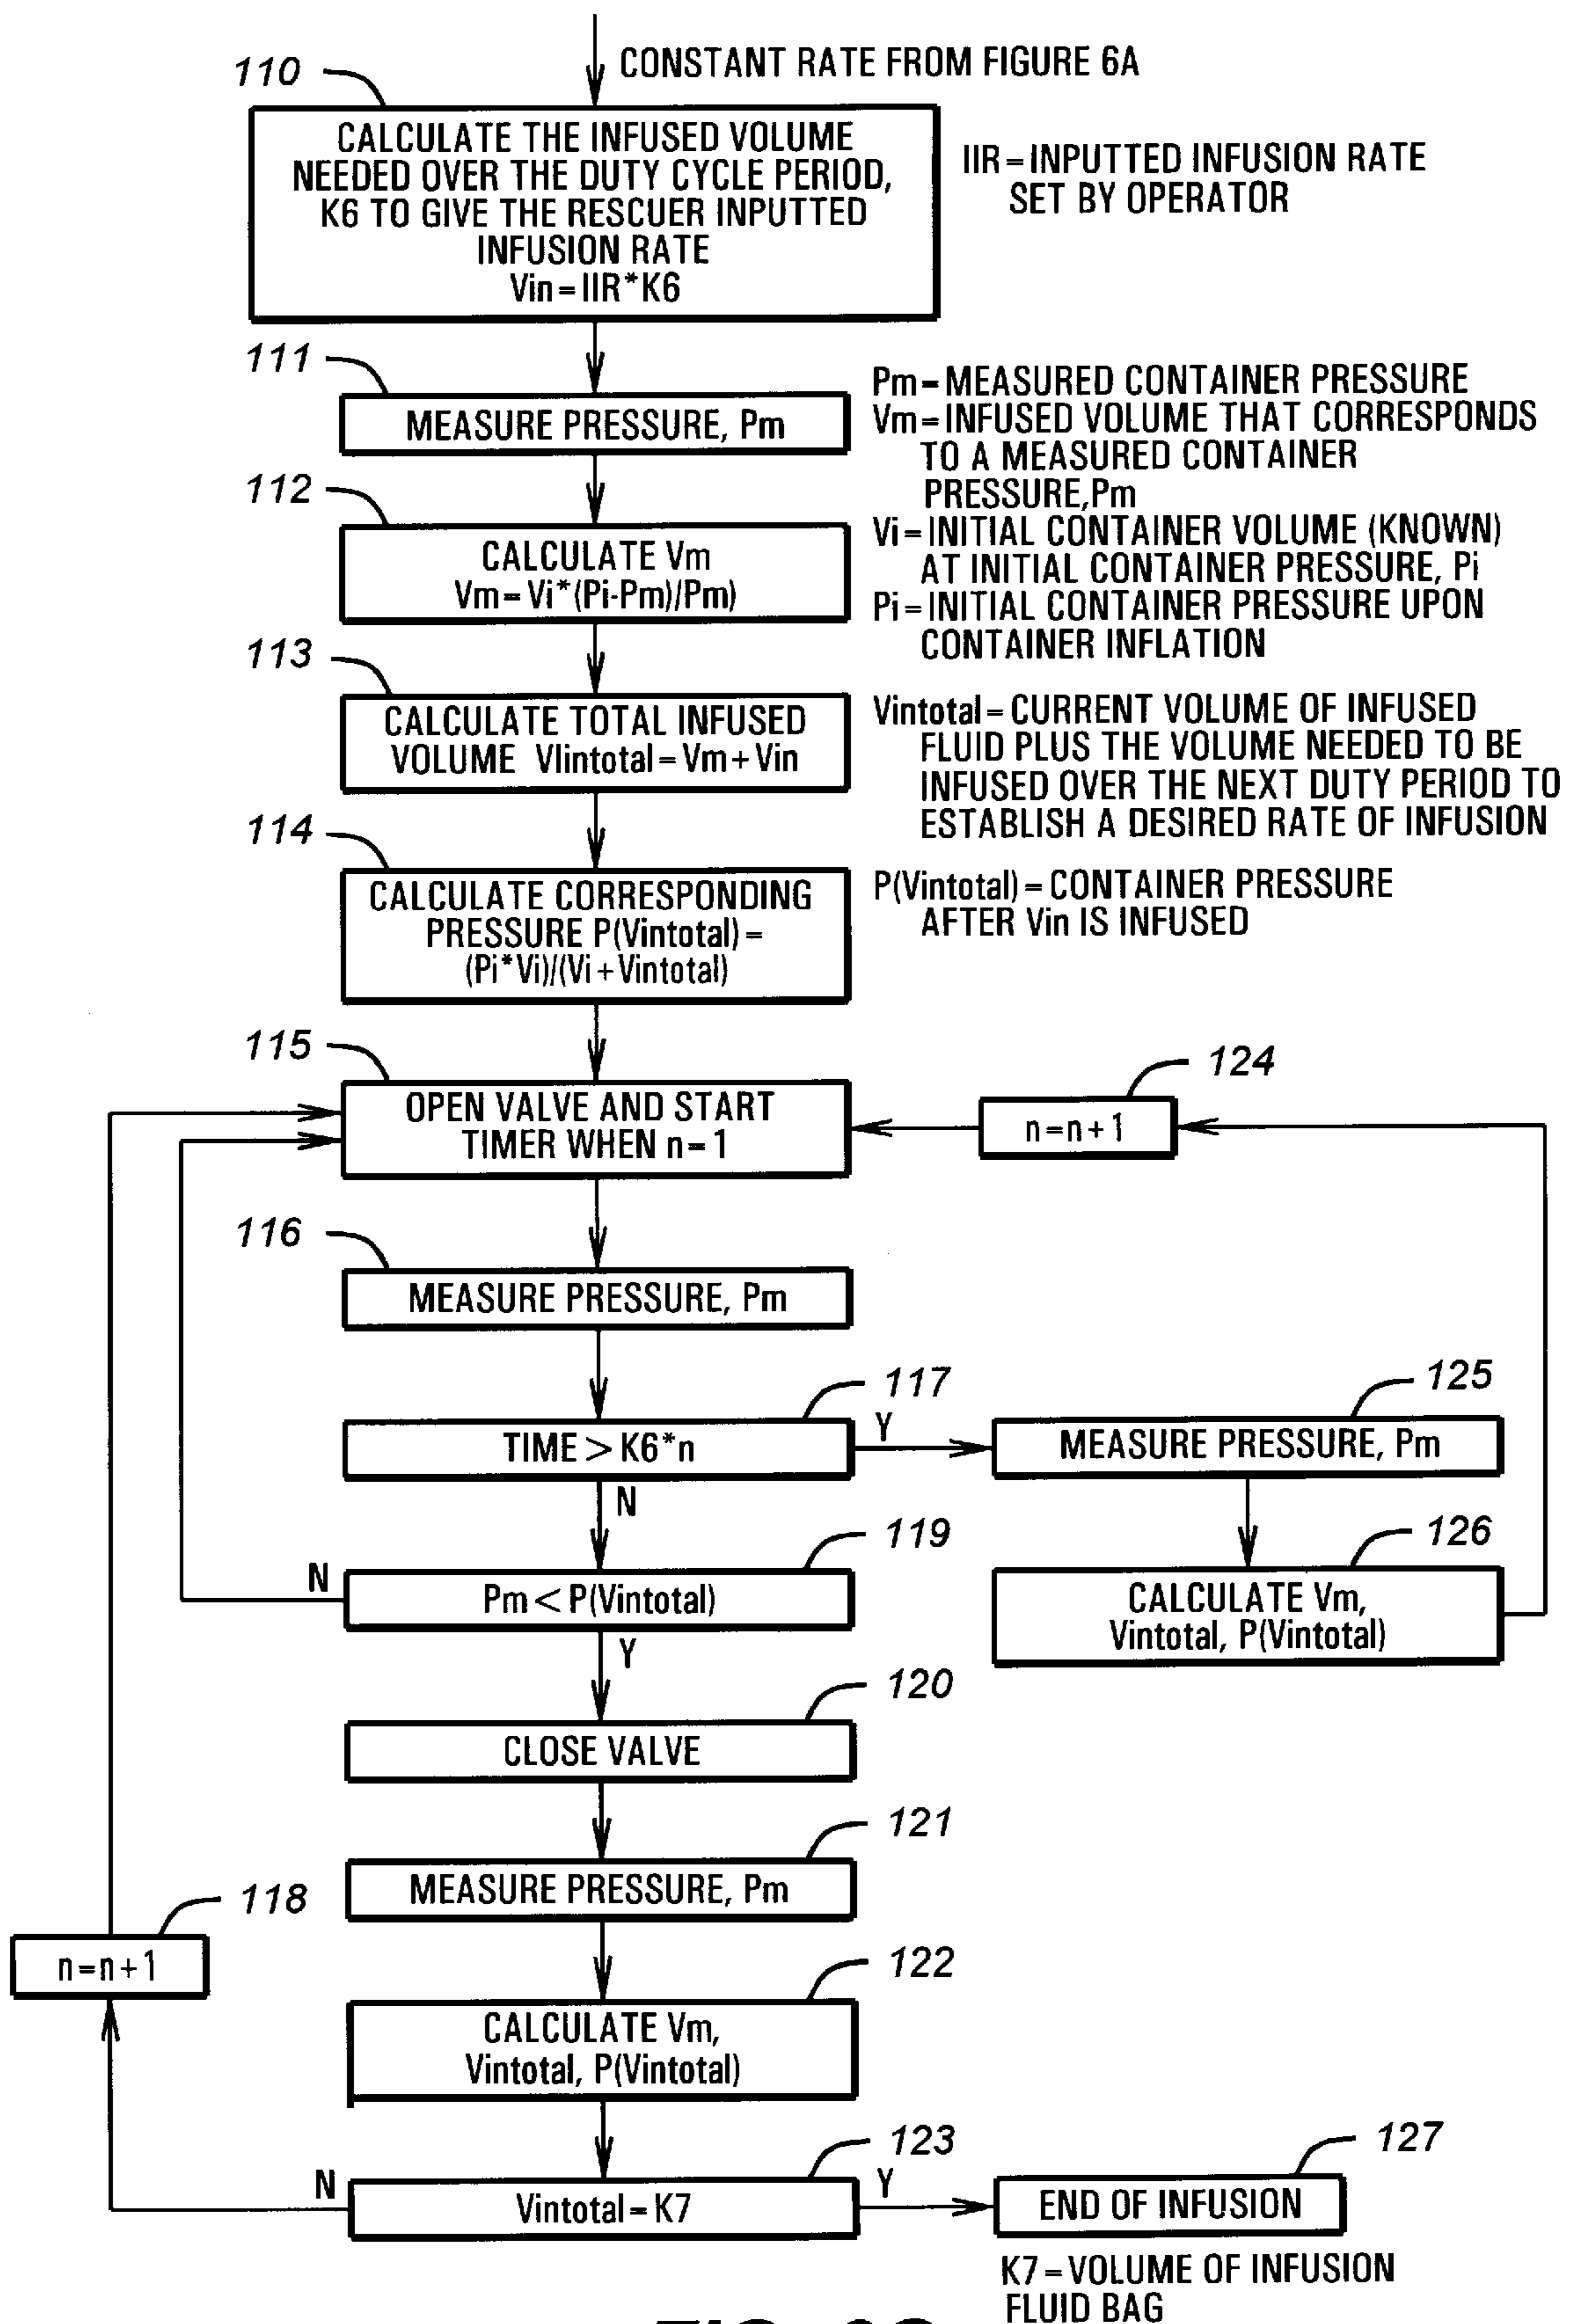 CONSTANT RATE FROM FIGURE 6A
110
CALCULATE THE INFUSED VOLUME
NEEDED OVER THE DUTY CYCLE PERIOD,
K6 TO GIVE THE RESCUER INPUTTED
INFUSION RATE
Vin=IIR*K6
IIR=INPUTTED INFUSION RATE
SET BY OPERATOR
111
MEASURE PRESSURE, Pm
Pm=MEASURED CONTAINER PRESSURE
Vm=INFUSED VOLUME THAT CORRESPONDS
TO A MEASURED CONTAINER
PRESSURE,Pm
Vi=INITIAL CONTAINER VOLUME (KNOWN)
AT INITIAL CONTAINER PRESSURE, Pi
Pi=INITIAL CONTAINER PRESSURE UPON
CONTAINER INFLATION
112
CALCULATE Vm
Vm=Vi*(Pi-Pm)/Pm)
113
CALCULATE TOTAL INFUSED
VOLUME VIintotal=Vm+Vin
Vintotal=CURRENT VOLUME OF INFUSED
FLUID PLUS THE VOLUME NEEDED TO BE
INFUSED OVER THE NEXT DUTY PERIOD TO
ESTABLISH A DESIRED RATE OF INFUSION
114
CALCULATE CORRESPONDING
PRESSURE P(Vintotal)=
(Pi*Vi)/(Vi+Vintotal)
P(Vintotal)=CONTAINER PRESSURE
AFTER Vin IS INFUSED
115
OPEN VALVE AND START
TIMER WHEN n=1
124
n=n+1
116
MEASURE PRESSURE, Pm
117
TIME > K6*n
Y
N
125
MEASURE PRESSURE, Pm
119
Pm < P(Vintotal)
N
Y
126
CALCULATE Vm,
Vintotal, P(Vintotal)
120
CLOSE VALVE
121
MEASURE PRESSURE, Pm
118
n=n+1
122
CALCULATE Vm,
Vintotal, P(Vintotal)
123
N
Vintotal=K7
Y
127
END OF INFUSION
K7=VOLUME OF INFUSION
FLUID BAG